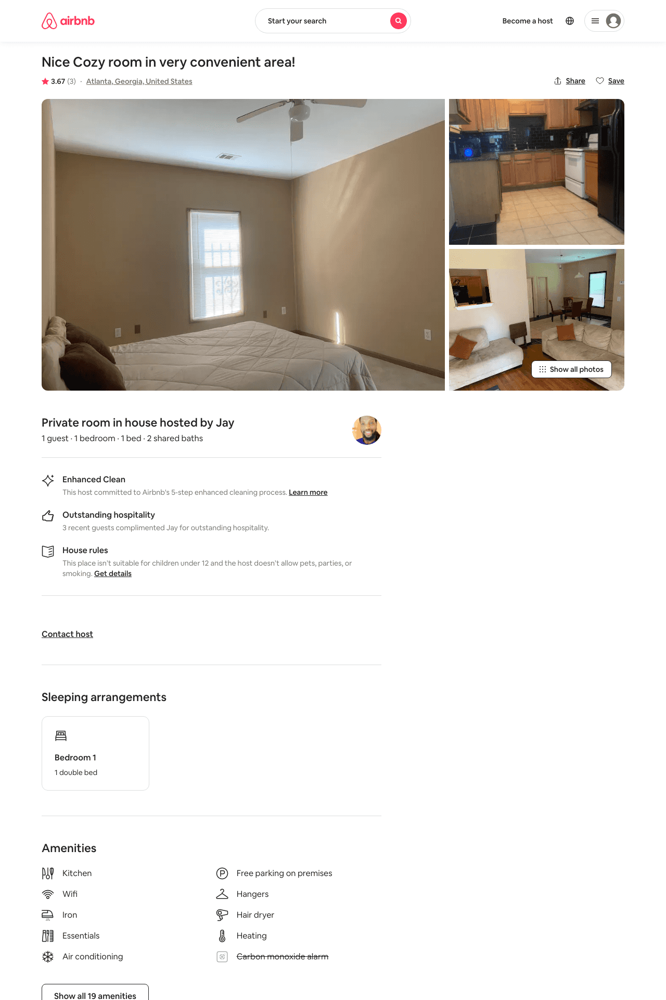 airbnb
Start your search
Become a host
Nice Cozy room in very convenient area!
3.67 (3) · Atlanta, Georgia, United States
Share
Save
Show all photos
Private room in house hosted by Jay
1 guest · 1 bedroom · 1 bed · 2 shared baths
Enhanced Clean
This host committed to Airbnb's 5-step enhanced cleaning process. Learn more
Outstanding hospitality
3 recent guests complimented Jay for outstanding hospitality.
House rules
This place isn’t suitable for children under 12 and the host doesn’t allow pets, parties, or
smoking. Get details
Contact host
Sleeping arrangements
Bedroom 1
1 double bed
Amenities
Kitchen
Free parking on premises
Wifi
Hangers
Iron
Hair dryer
Essentials
Heating
Air conditioning
Carbon monoxide alarm
Show all 19 amenities